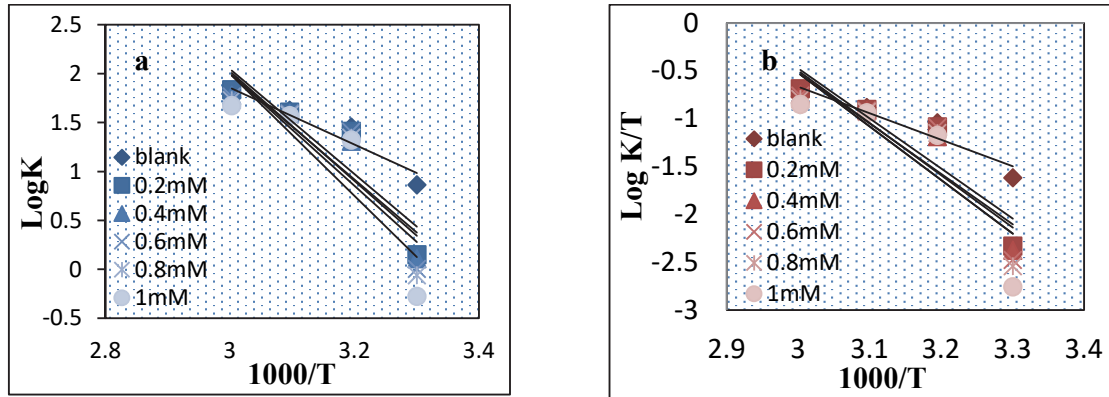 a
LogK
2.5
2
1.5
1
0.5
0
-0.5
blank
0.2mM
0.4mM
0.6mM
0.8mM
1mM
2.8
3
3.2
3.4
1000/T
b
Log K/T
0
-0.5
-1
-1.5
-2
-2.5
-3
blank
0.2mM
0.4mM
0.6mM
0.8mM
1mM
2.9
3
3.1
3.2
3.3
3.4
1000/T